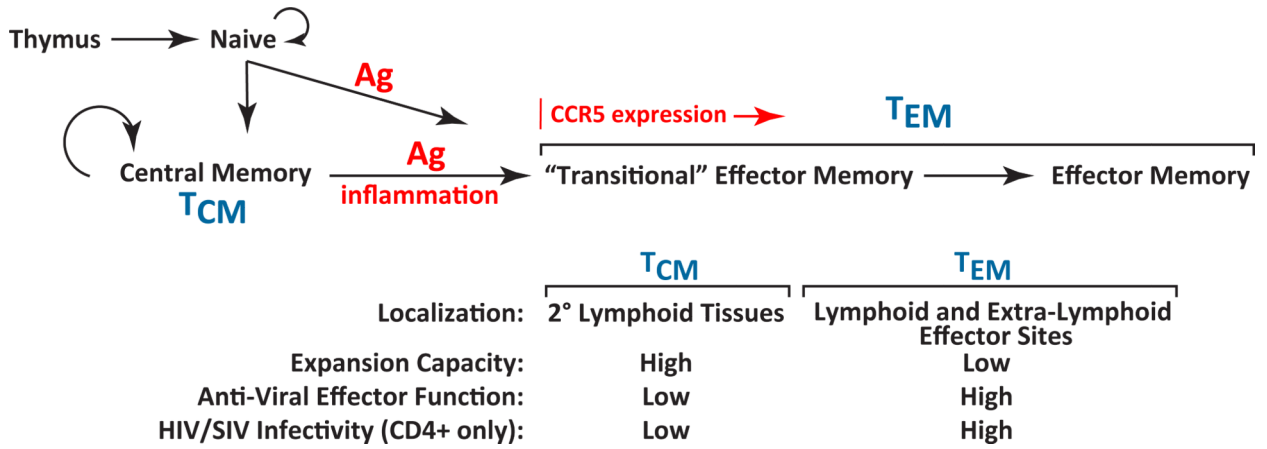 Thymus Naive
Ag
CCR5 expression TEM
Central Memory Ag "Transitional" Effector Memory Effector Memory
inflammation
TCM
TCM TEM
Localization: 2° Lymphoid Tissues Lymphoid and Extra-Lymphoid
Effector Sites
Expansion Capacity: High Low
Anti-Viral Effector Function: Low High
HIV/SIV Infectivity (CD4+ only): Low High